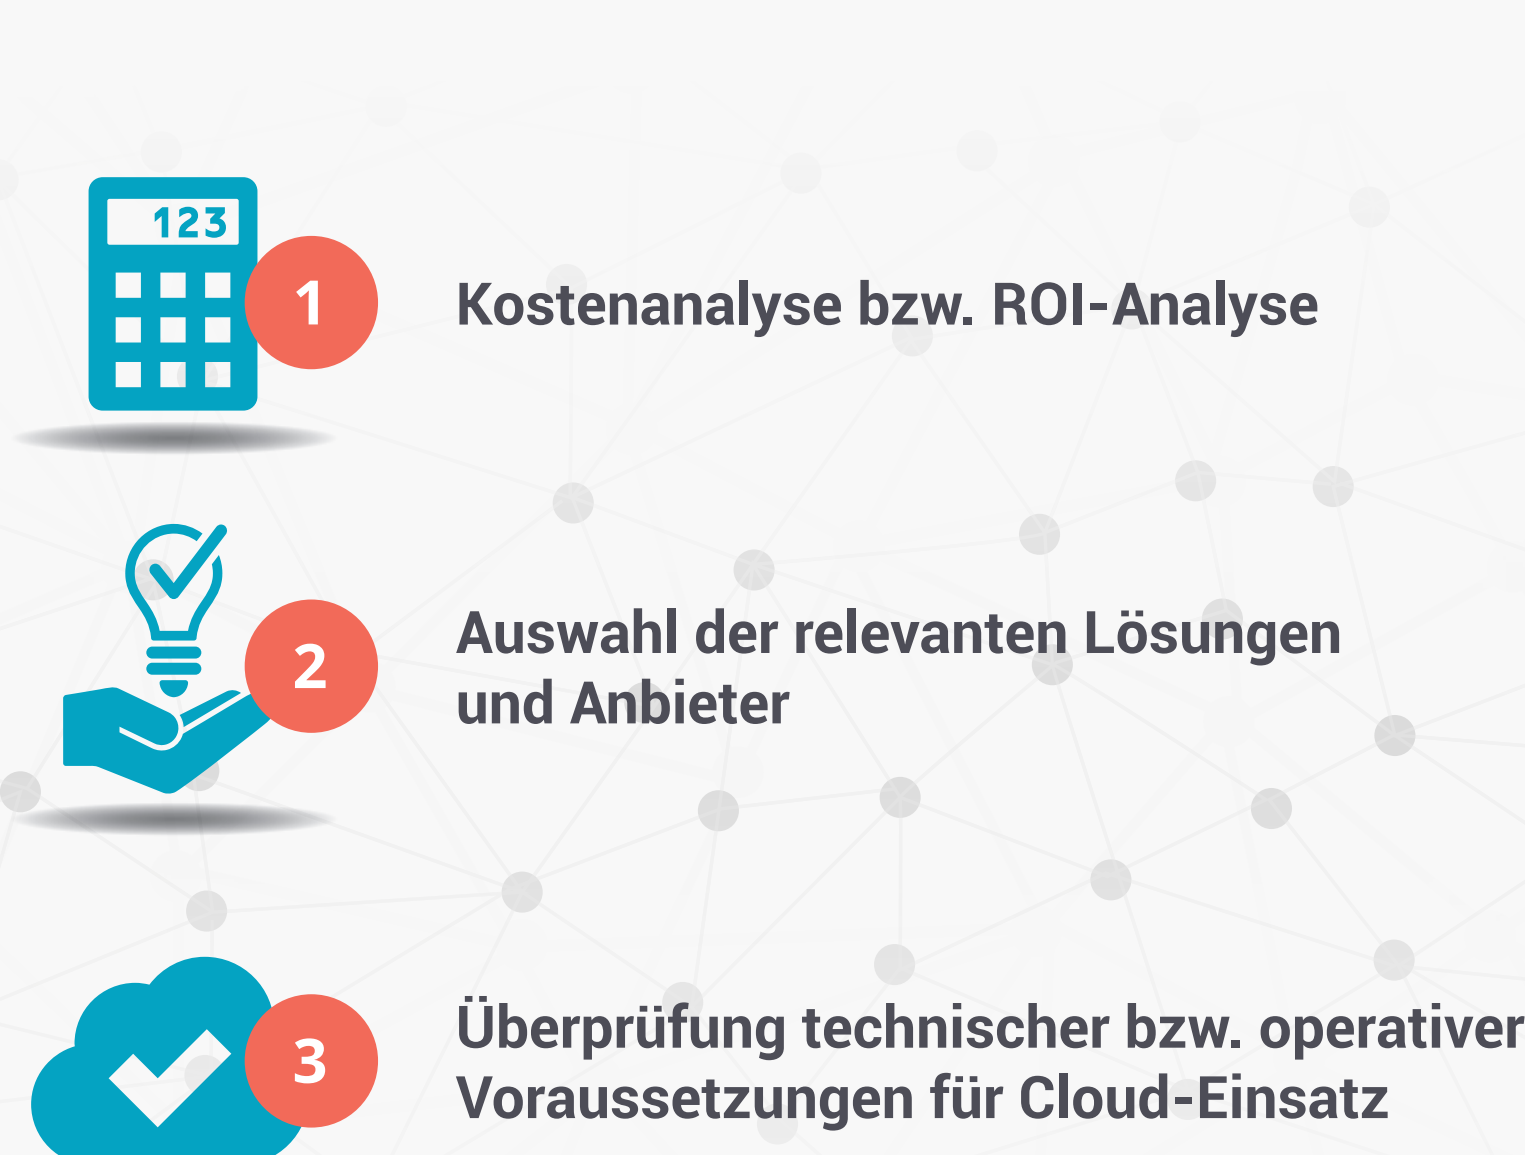 123
1
Kostenanalyse bzw. ROI-Analyse
2
Auswahl der relevanten Lösungen
und Anbieter
3
Überprüfung technischer bzw. operativer
Voraussetzungen für Cloud-Einsatz